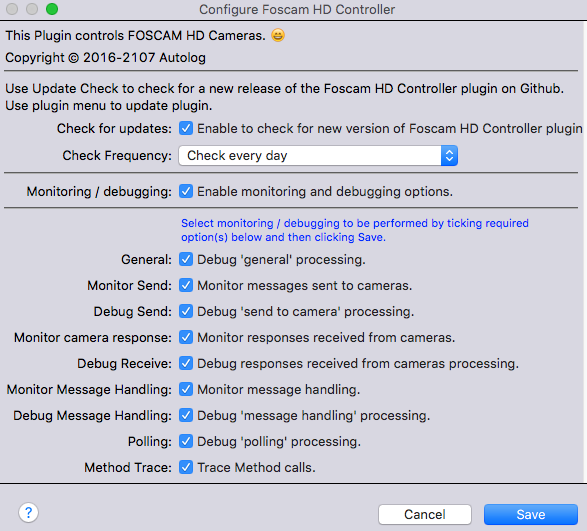 Configure Foscam HD Controller
This Plugin controls FOSCAM HD Cameras. 😀
Copyright © 2016-2107 Autolog
Use Update Check to check for a new release of the Foscam HD Controller plugin on Github.
Use plugin menu to update plugin.
Check for updates: Enable to check for new version of Foscam HD Controller plugin
Check Frequency: Check every day
Monitoring / debugging: Enable monitoring and debugging options.
Select monitoring / debugging to be performed by ticking required
option(s) below and then clicking Save.
General: Debug 'general' processing.
Monitor Send: Monitor messages sent to cameras.
Debug Send: Debug 'send to camera' processing.
Monitor camera response: Monitor responses received from cameras.
Debug Receive: Debug responses received from cameras processing.
Monitor Message Handling: Monitor message handling.
Debug Message Handling: Debug 'message handling' processing.
Polling: Debug 'polling' processing.
Method Trace: Trace Method calls.
? Cancel Save